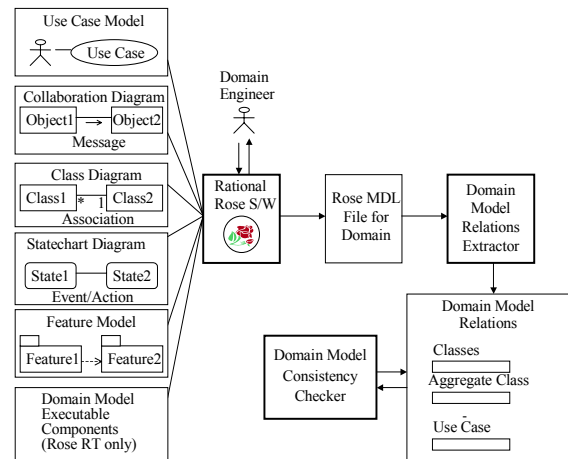 Use Case Model
Use Case
Collaboration Diagram
Object1
Object2
Message
Class Diagram
Class1
* 1
Class2
Association
Statechart Diagram
State1
State2
Event/Action
Feature Model
Feature1
Feature2
Domain Model
Executable
Components
(Rose RT only)
Domain
Engineer
Rational
Rose S/W
Rose MDL
File for
Domain
Domain
Model
Relations
Extractor
Domain Model
Relations
Classes
Aggregate Class
-
Use Case
Domain Model
Consistency
Checker